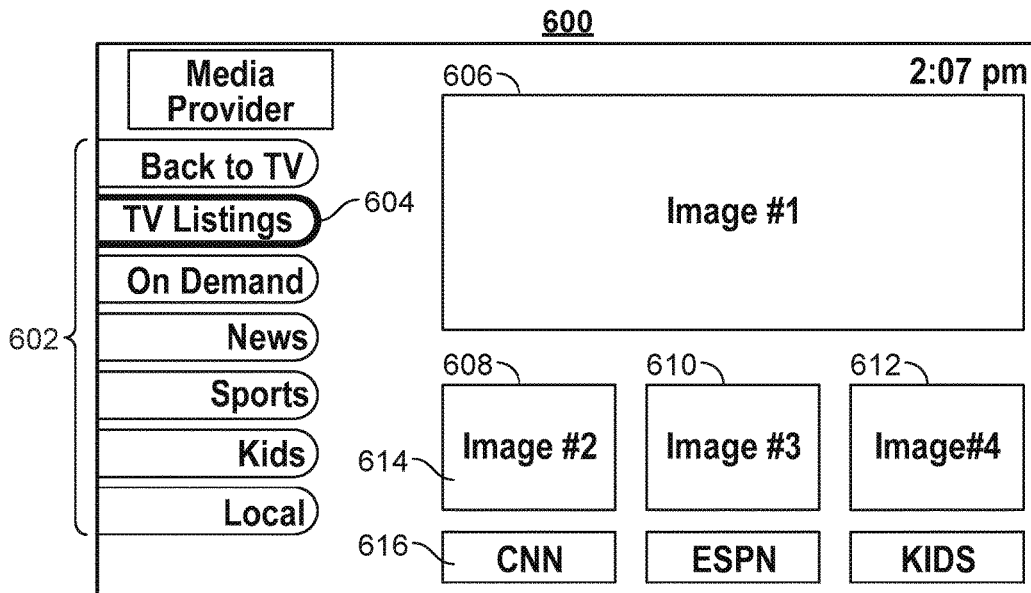 600
Media
Provider
2:07 pm
606
Back to TV
TV Listings
604
Image #1
On Demand
News
602
Sports
Kids
Local
608
610
612
Image #2
Image #3
Image#4
614
616
CNN
ESPN
KIDS